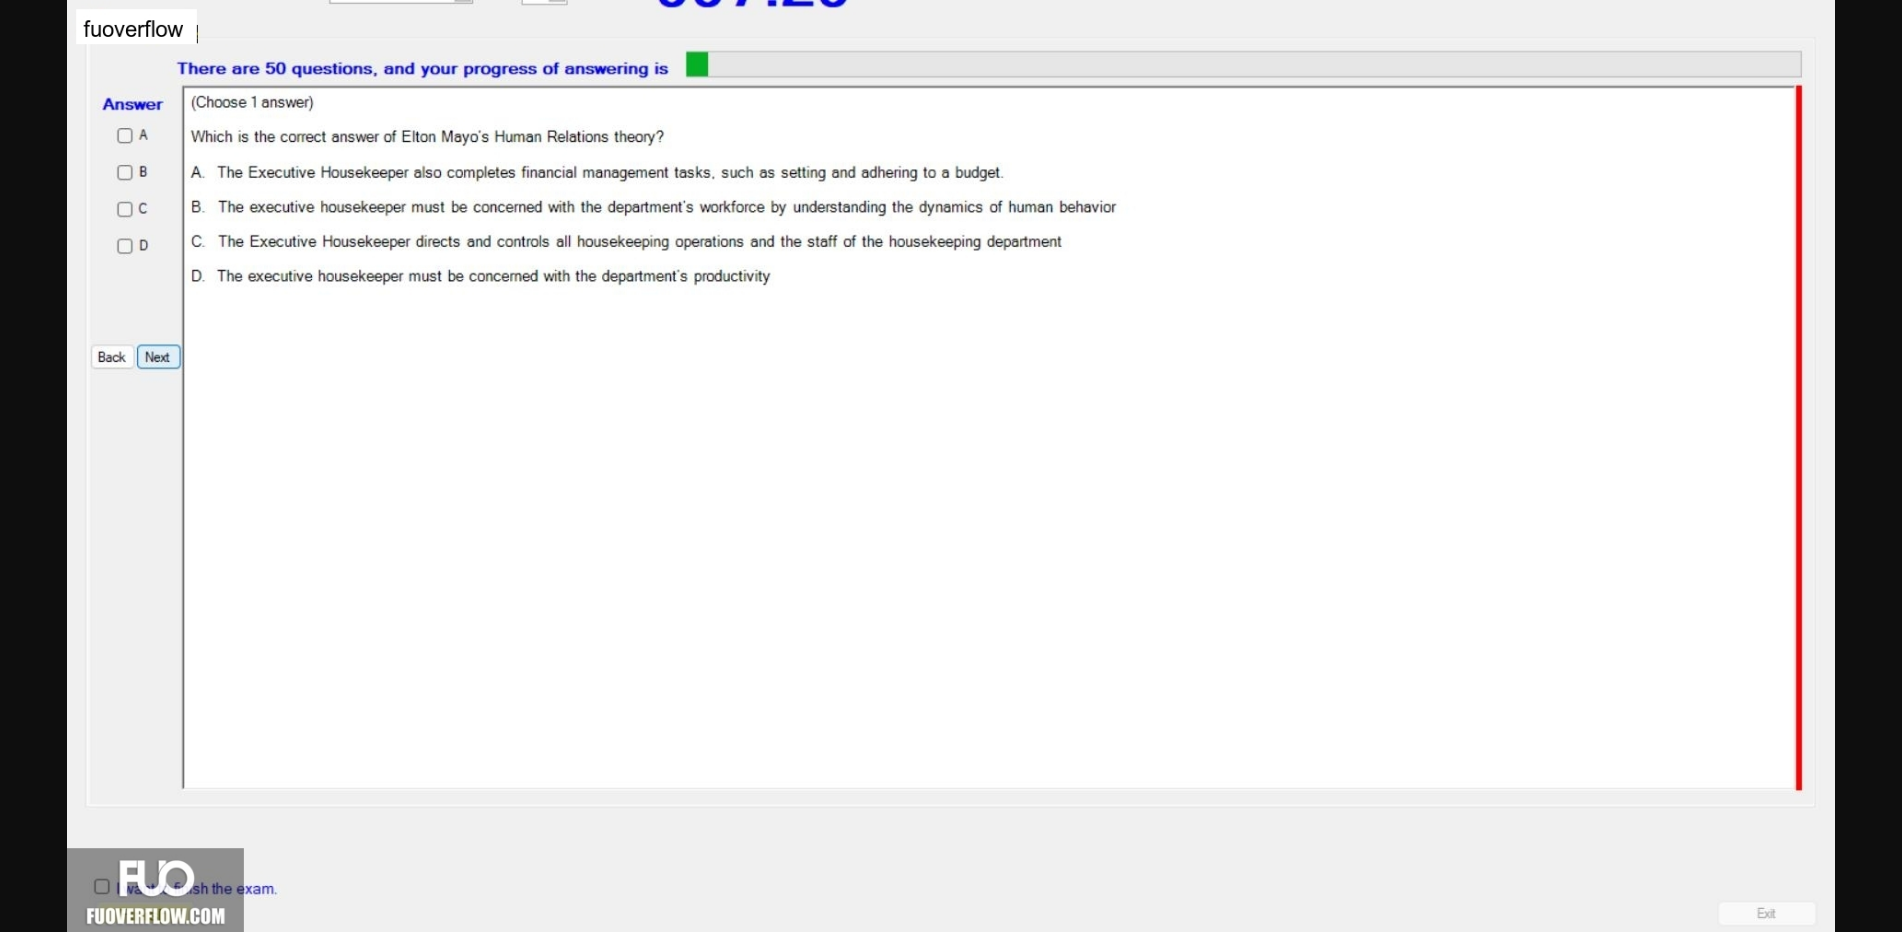 fuoverflow
There are 50 questions, and your progress of answering is
Answer
(Choose 1 answer)
A
Which is the correct answer of Elton Mayo's Human Relations theory?
B
A. The Executive Housekeeper also completes financial management tasks, such as setting and adhering to a budget.
C
B. The executive housekeeper must be concerned with the department's workforce by understanding the dynamics of human behavior
D
C. The Executive Housekeeper directs and controls all housekeeping operations and the staff of the housekeeping department
D. The executive housekeeper must be concerned with the department's productivity
Back Next
FUO
I want finish the exam.
FUOVERFLOW.COM
Exit